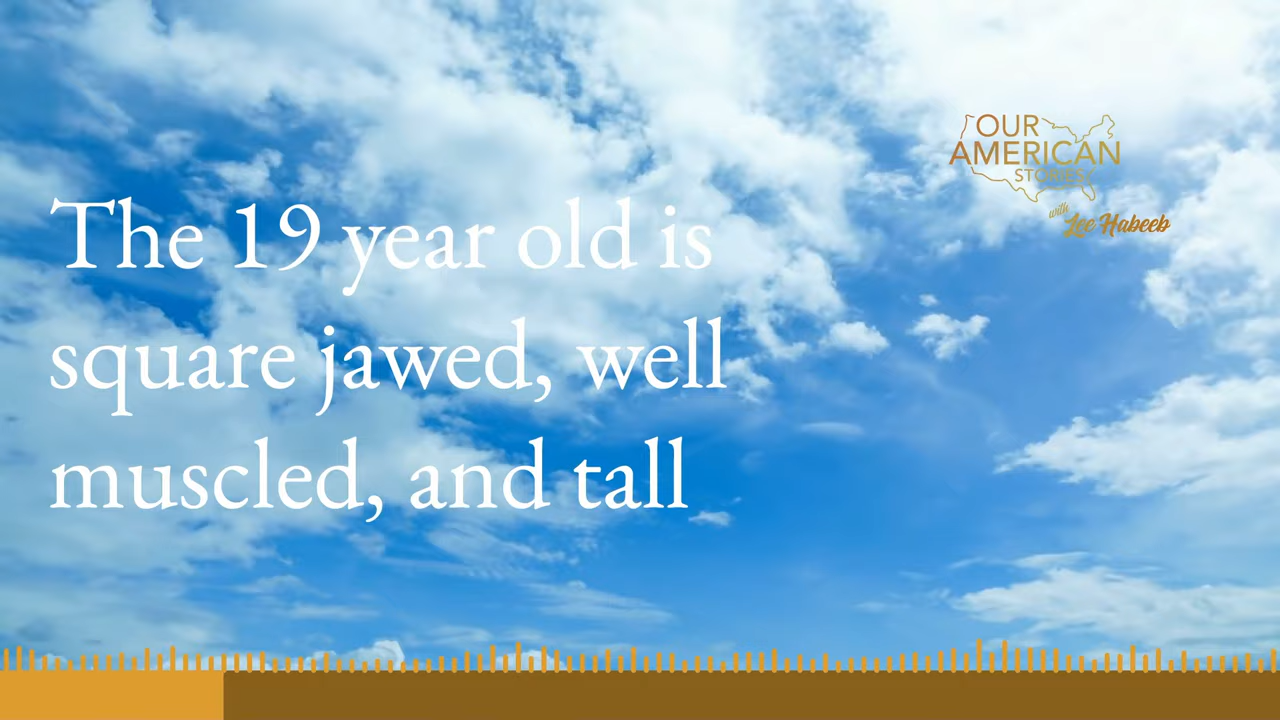 The 19 year old is
square jawed, well
muscled, and tall
OUR
AMERICAN
STORIES
with
Lee Habeeb